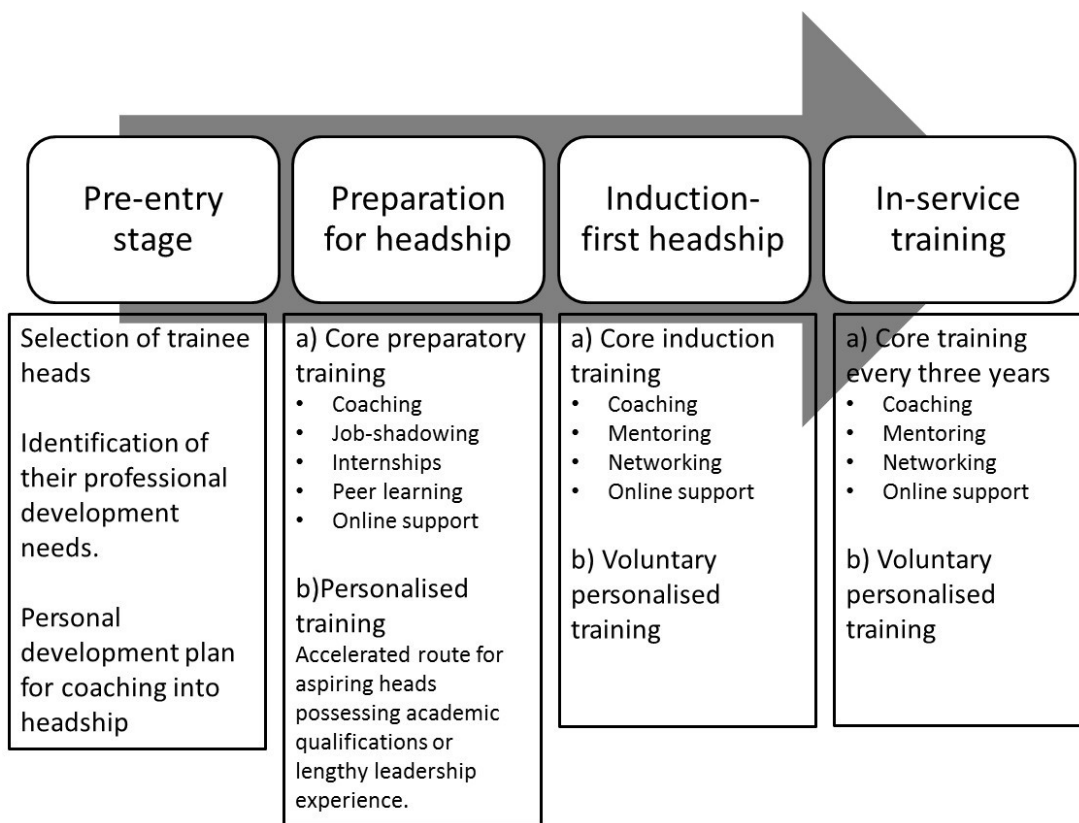 Pre-entry
stage
Preparation
for headship
Induction-
first headship
In-service
training
Selection of trainee
heads
Identification of
their professional
development
needs.
Personal
development plan
for coaching into
headship
a) Core preparatory
training
• Coaching
• Job-shadowing
• Internships
• Peer learning
• Online support
b)Personalised
training
Accelerated route for
aspiring heads
possessing academic
qualifications or
lengthy leadership
experience.
a) Core induction
training
• Coaching
• Mentoring
• Networking
• Online support
b) Voluntary
personalised
training
a) Core training
every three years
• Coaching
• Mentoring
• Networking
• Online support
b) Voluntary
personalised
training